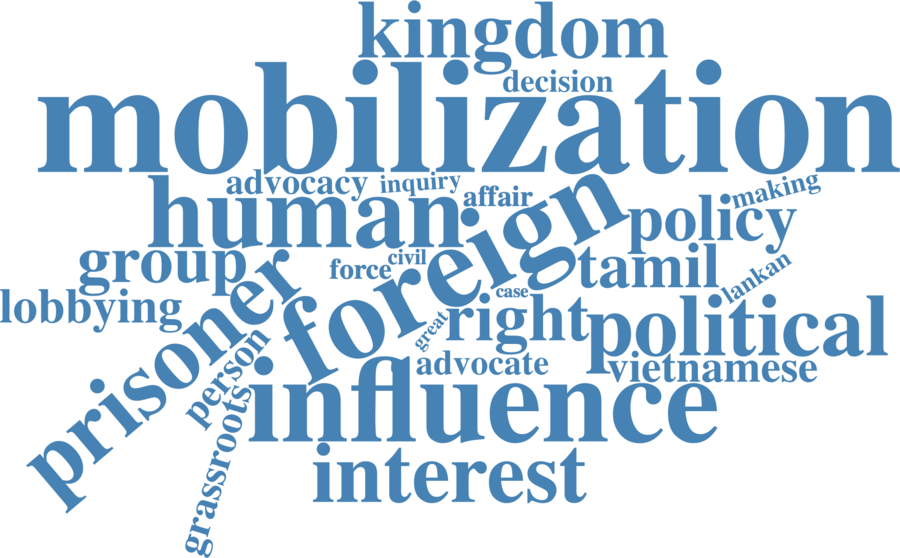 kingdom
decision
mobilization
advocacy
inquiry
affair
making
human
foreign
policy
group
civil
force
tamil
lankan
case
lobbying
prisoner
great
right
political
person
advocate
vietnamese
influence
grassroots
interest